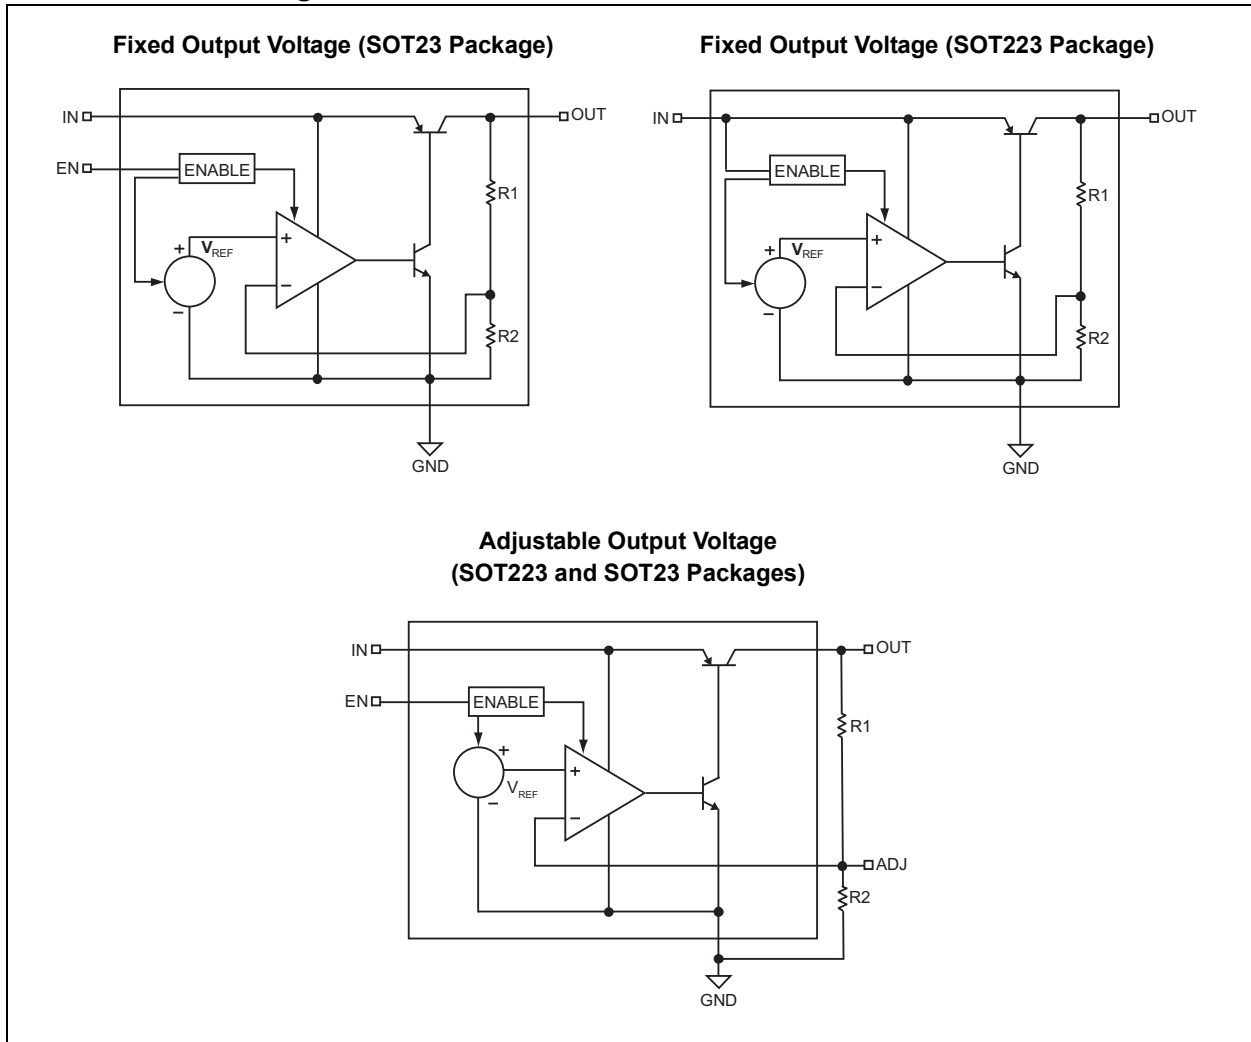 Fixed Output Voltage (SOT23 Package)
IN
OUT
EN
ENABLE
R1
+
+
VREF
−
−
R2
GND
Fixed Output Voltage (SOT223 Package)
IN
OUT
ENABLE
R1
+
+
VREF
−
−
R2
GND
Adjustable Output Voltage
(SOT223 and SOT23 Packages)
IN
OUT
EN
ENABLE
R1
+
+
VREF
−
−
ADJ
R2
GND